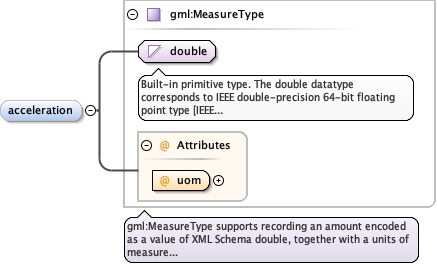 gml:MeasureType
double
Built-in primitive type. The double datatype
corresponds to IEEE double-precision 64-bit floating
point type [IEEE...
acceleration
@ Attributes
@ uom
gml:MeasureType supports recording an amount encoded
as a value of XML Schema double, together with a units of
measure...